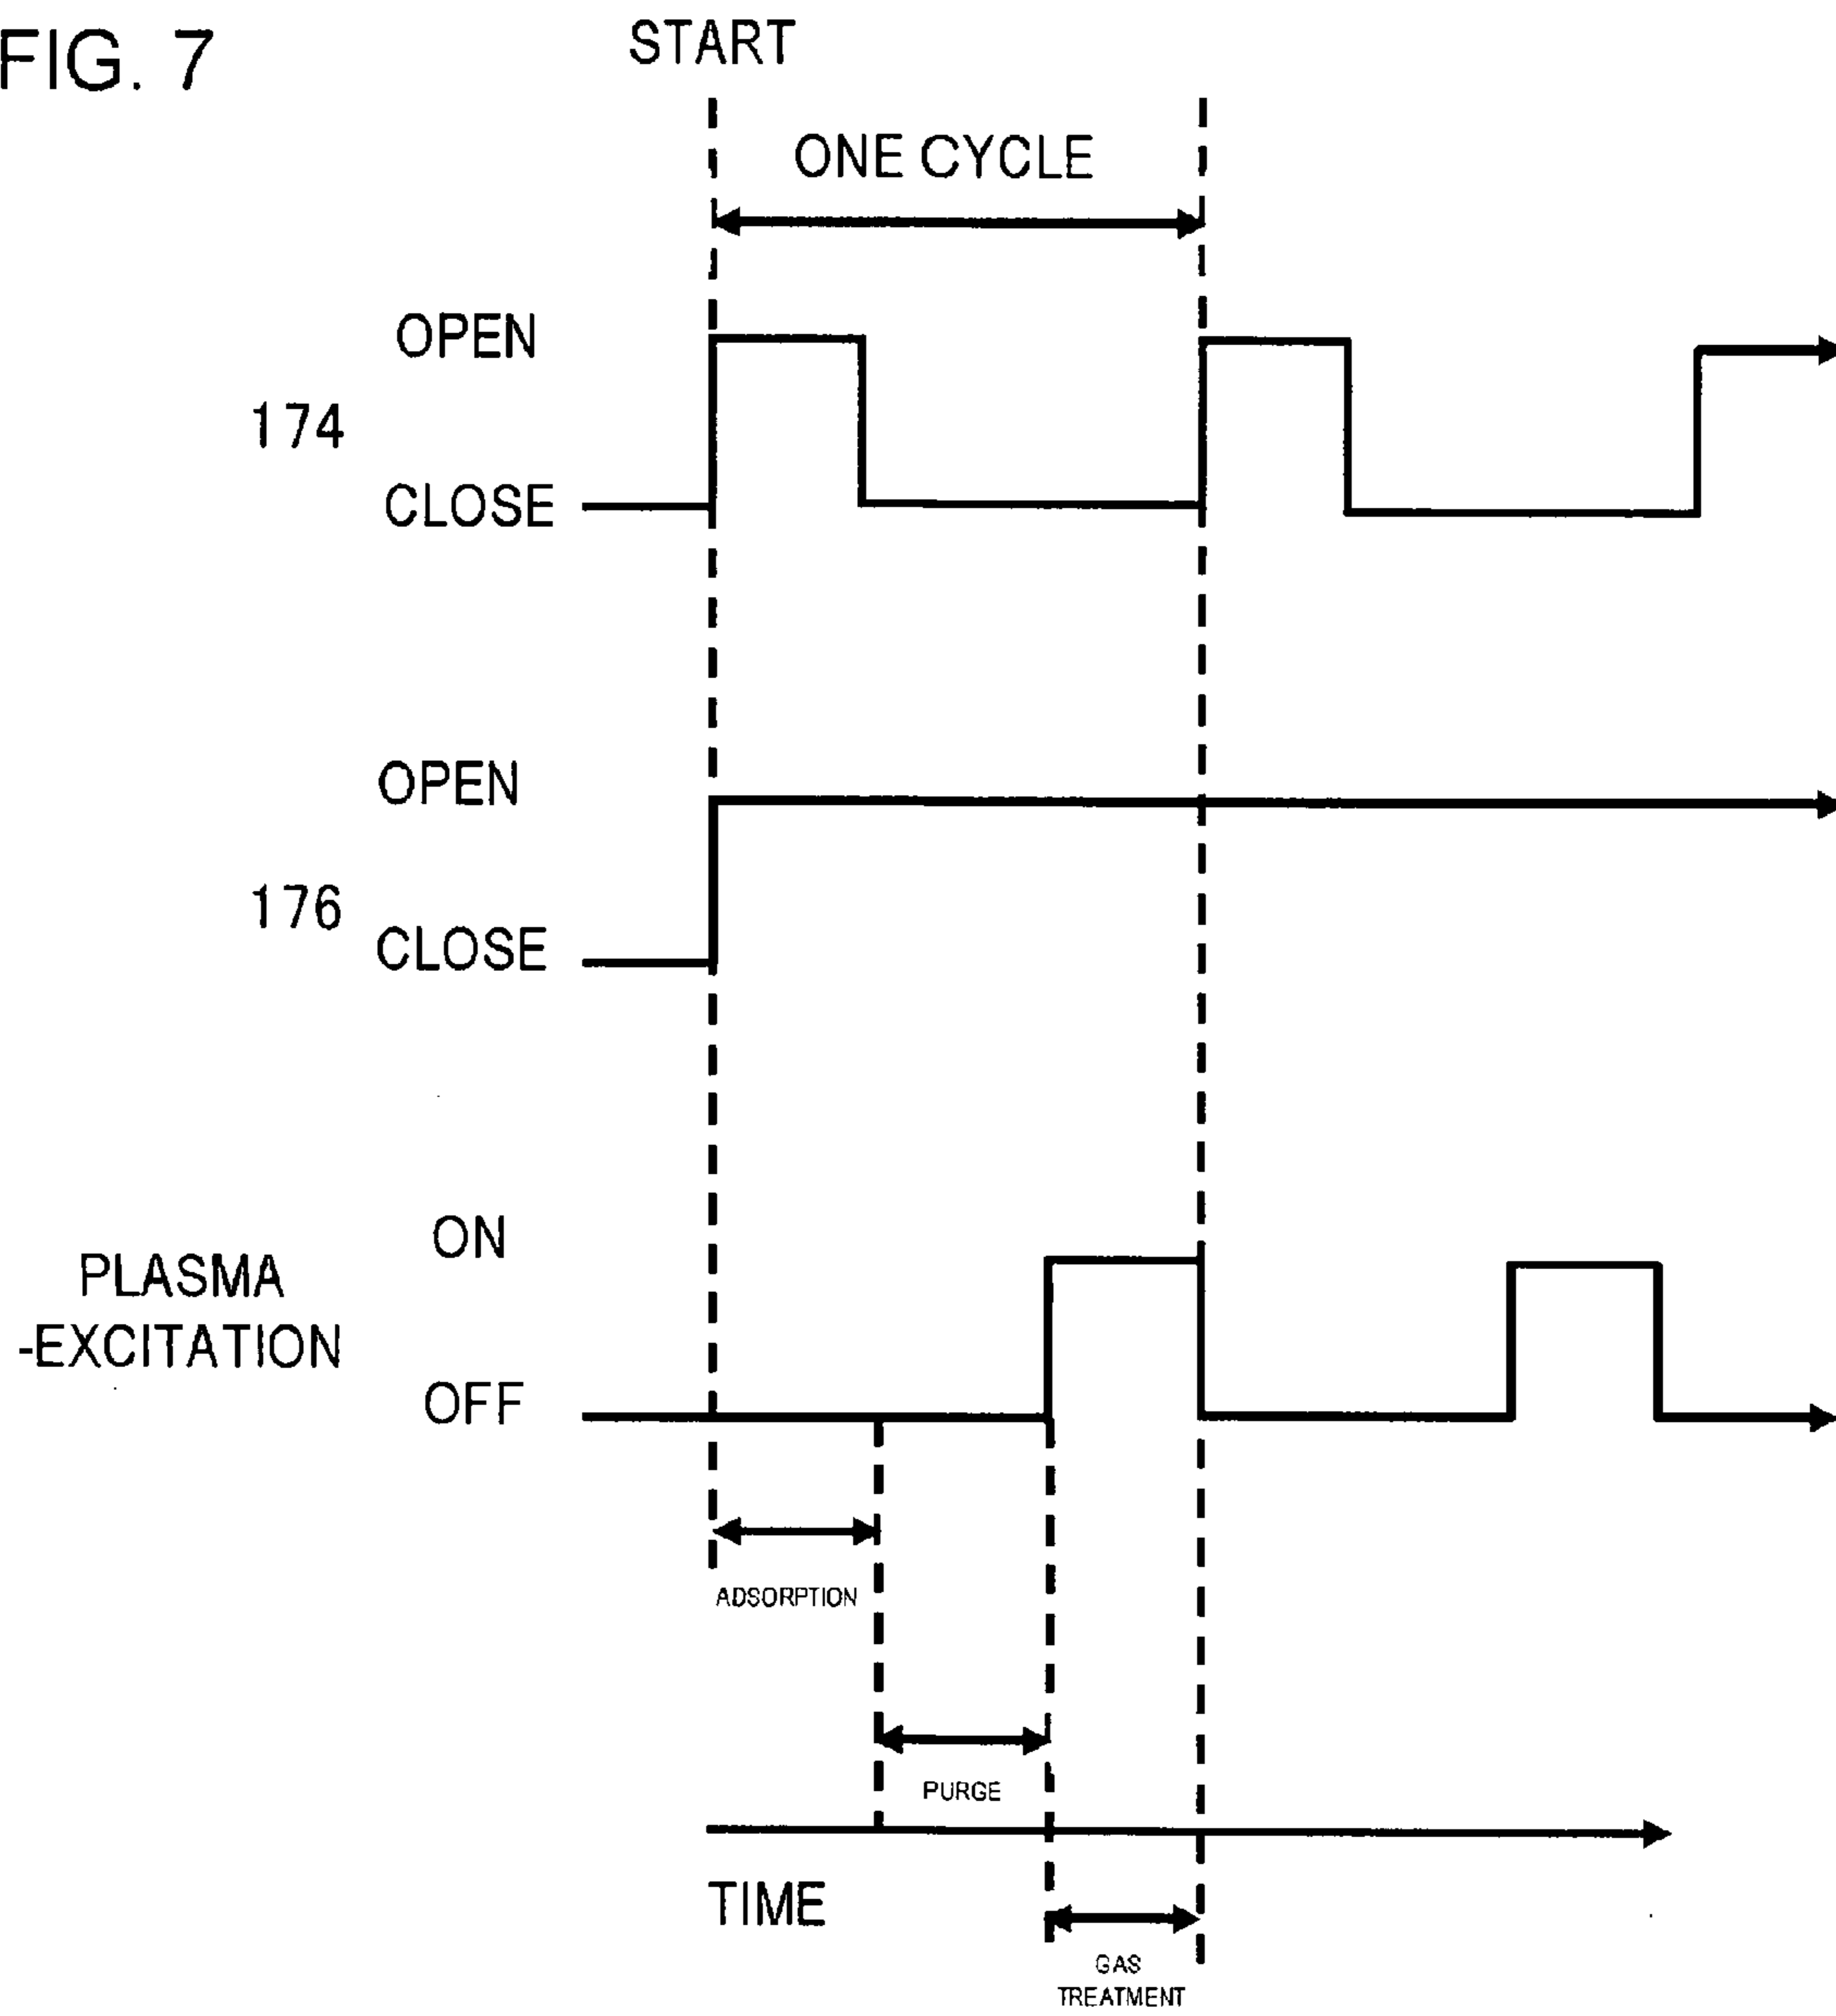 FIG. 7
START
ONE CYCLE
OPEN
174
CLOSE
OPEN
176
CLOSE
ON
PLASMA
-EXCITATION
OFF
ADSORPTION
PURGE
TIME
GAS
TREATMENT